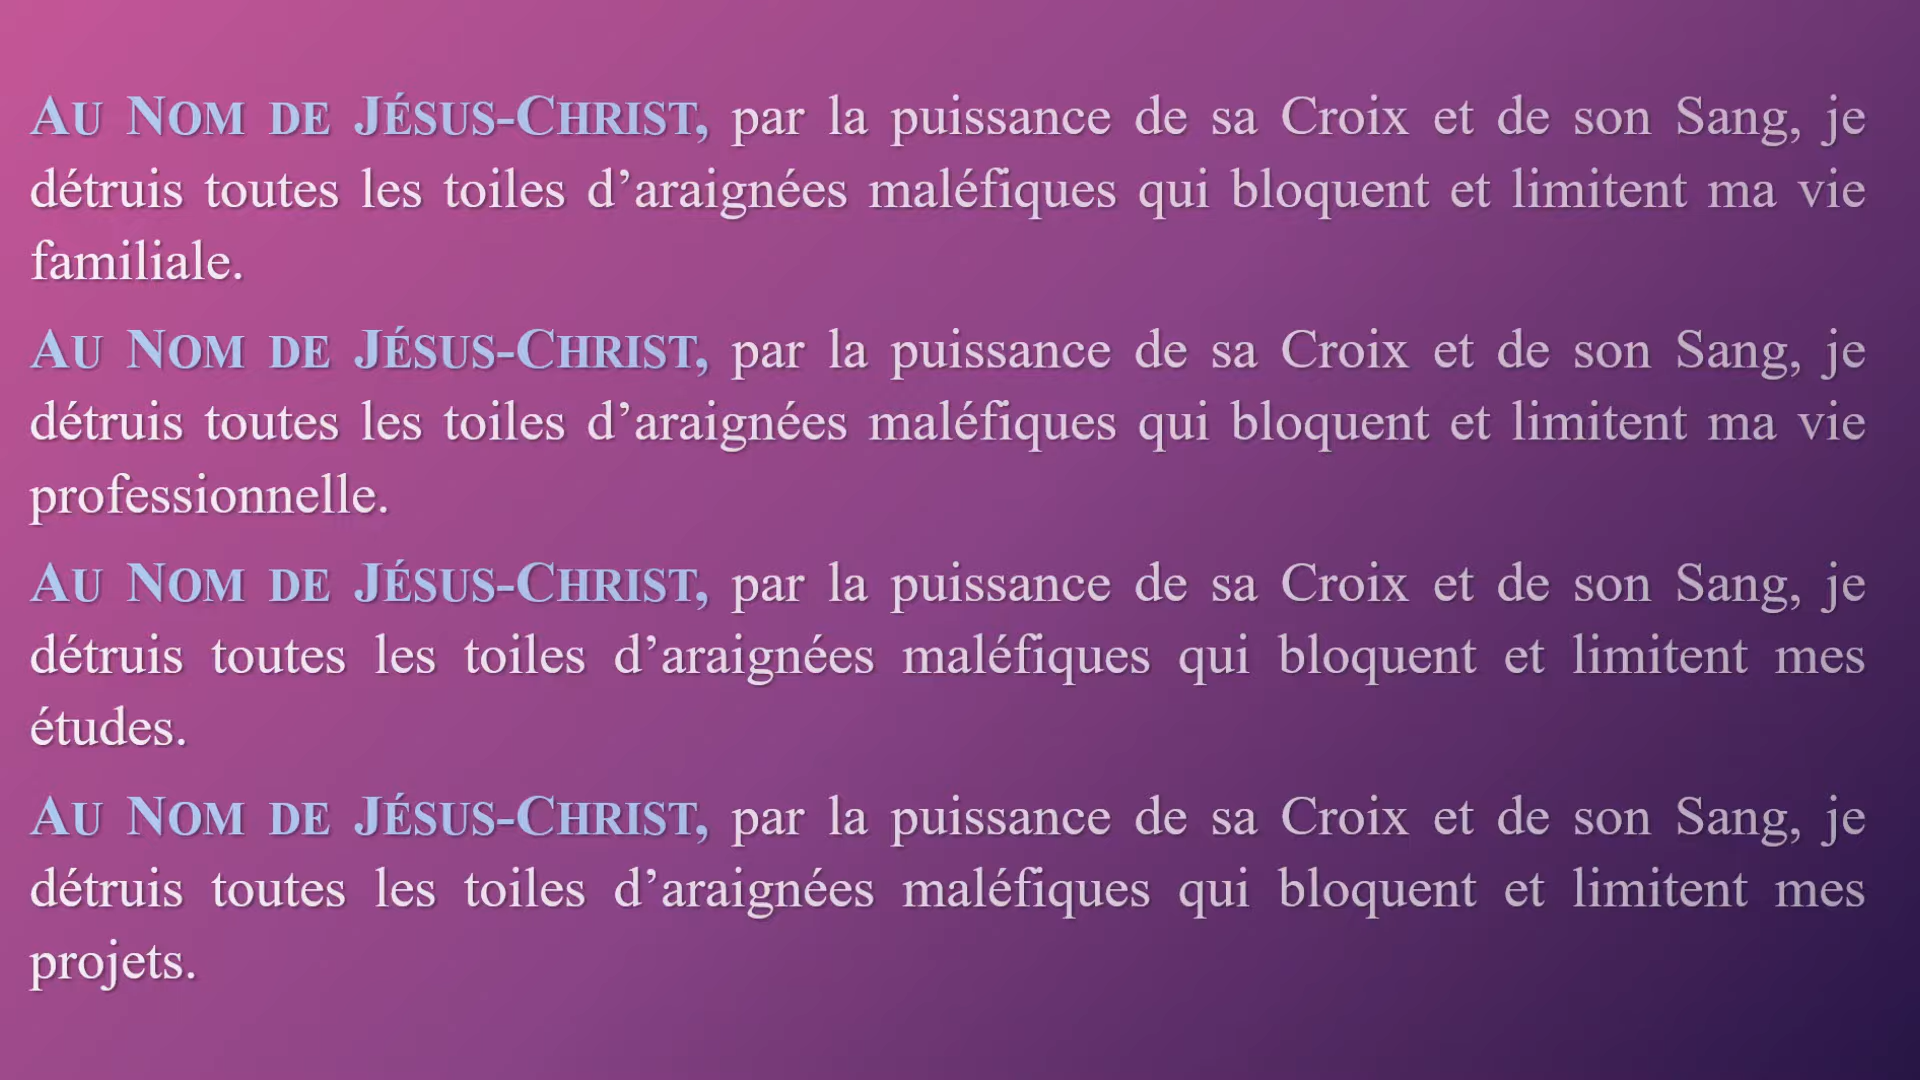 AU NOM DE JÉSUS-CHRIST, par la puissance de sa Croix et de son Sang, je
détruis toutes les toiles d’araignées maléfiques qui bloquent et limitent ma vie
familiale.
AU NOM DE JÉSUS-CHRIST, par la puissance de sa Croix et de son Sang, je
détruis toutes les toiles d’araignées maléfiques qui bloquent et limitent ma vie
professionnelle.
AU NOM DE JÉSUS-CHRIST, par la puissance de sa Croix et de son Sang, je
détruis toutes les toiles d’araignées maléfiques qui bloquent et limitent mes
études.
AU NOM DE JÉSUS-CHRIST, par la puissance de sa Croix et de son Sang, je
détruis toutes les toiles d’araignées maléfiques qui bloquent et limitent mes
projets.